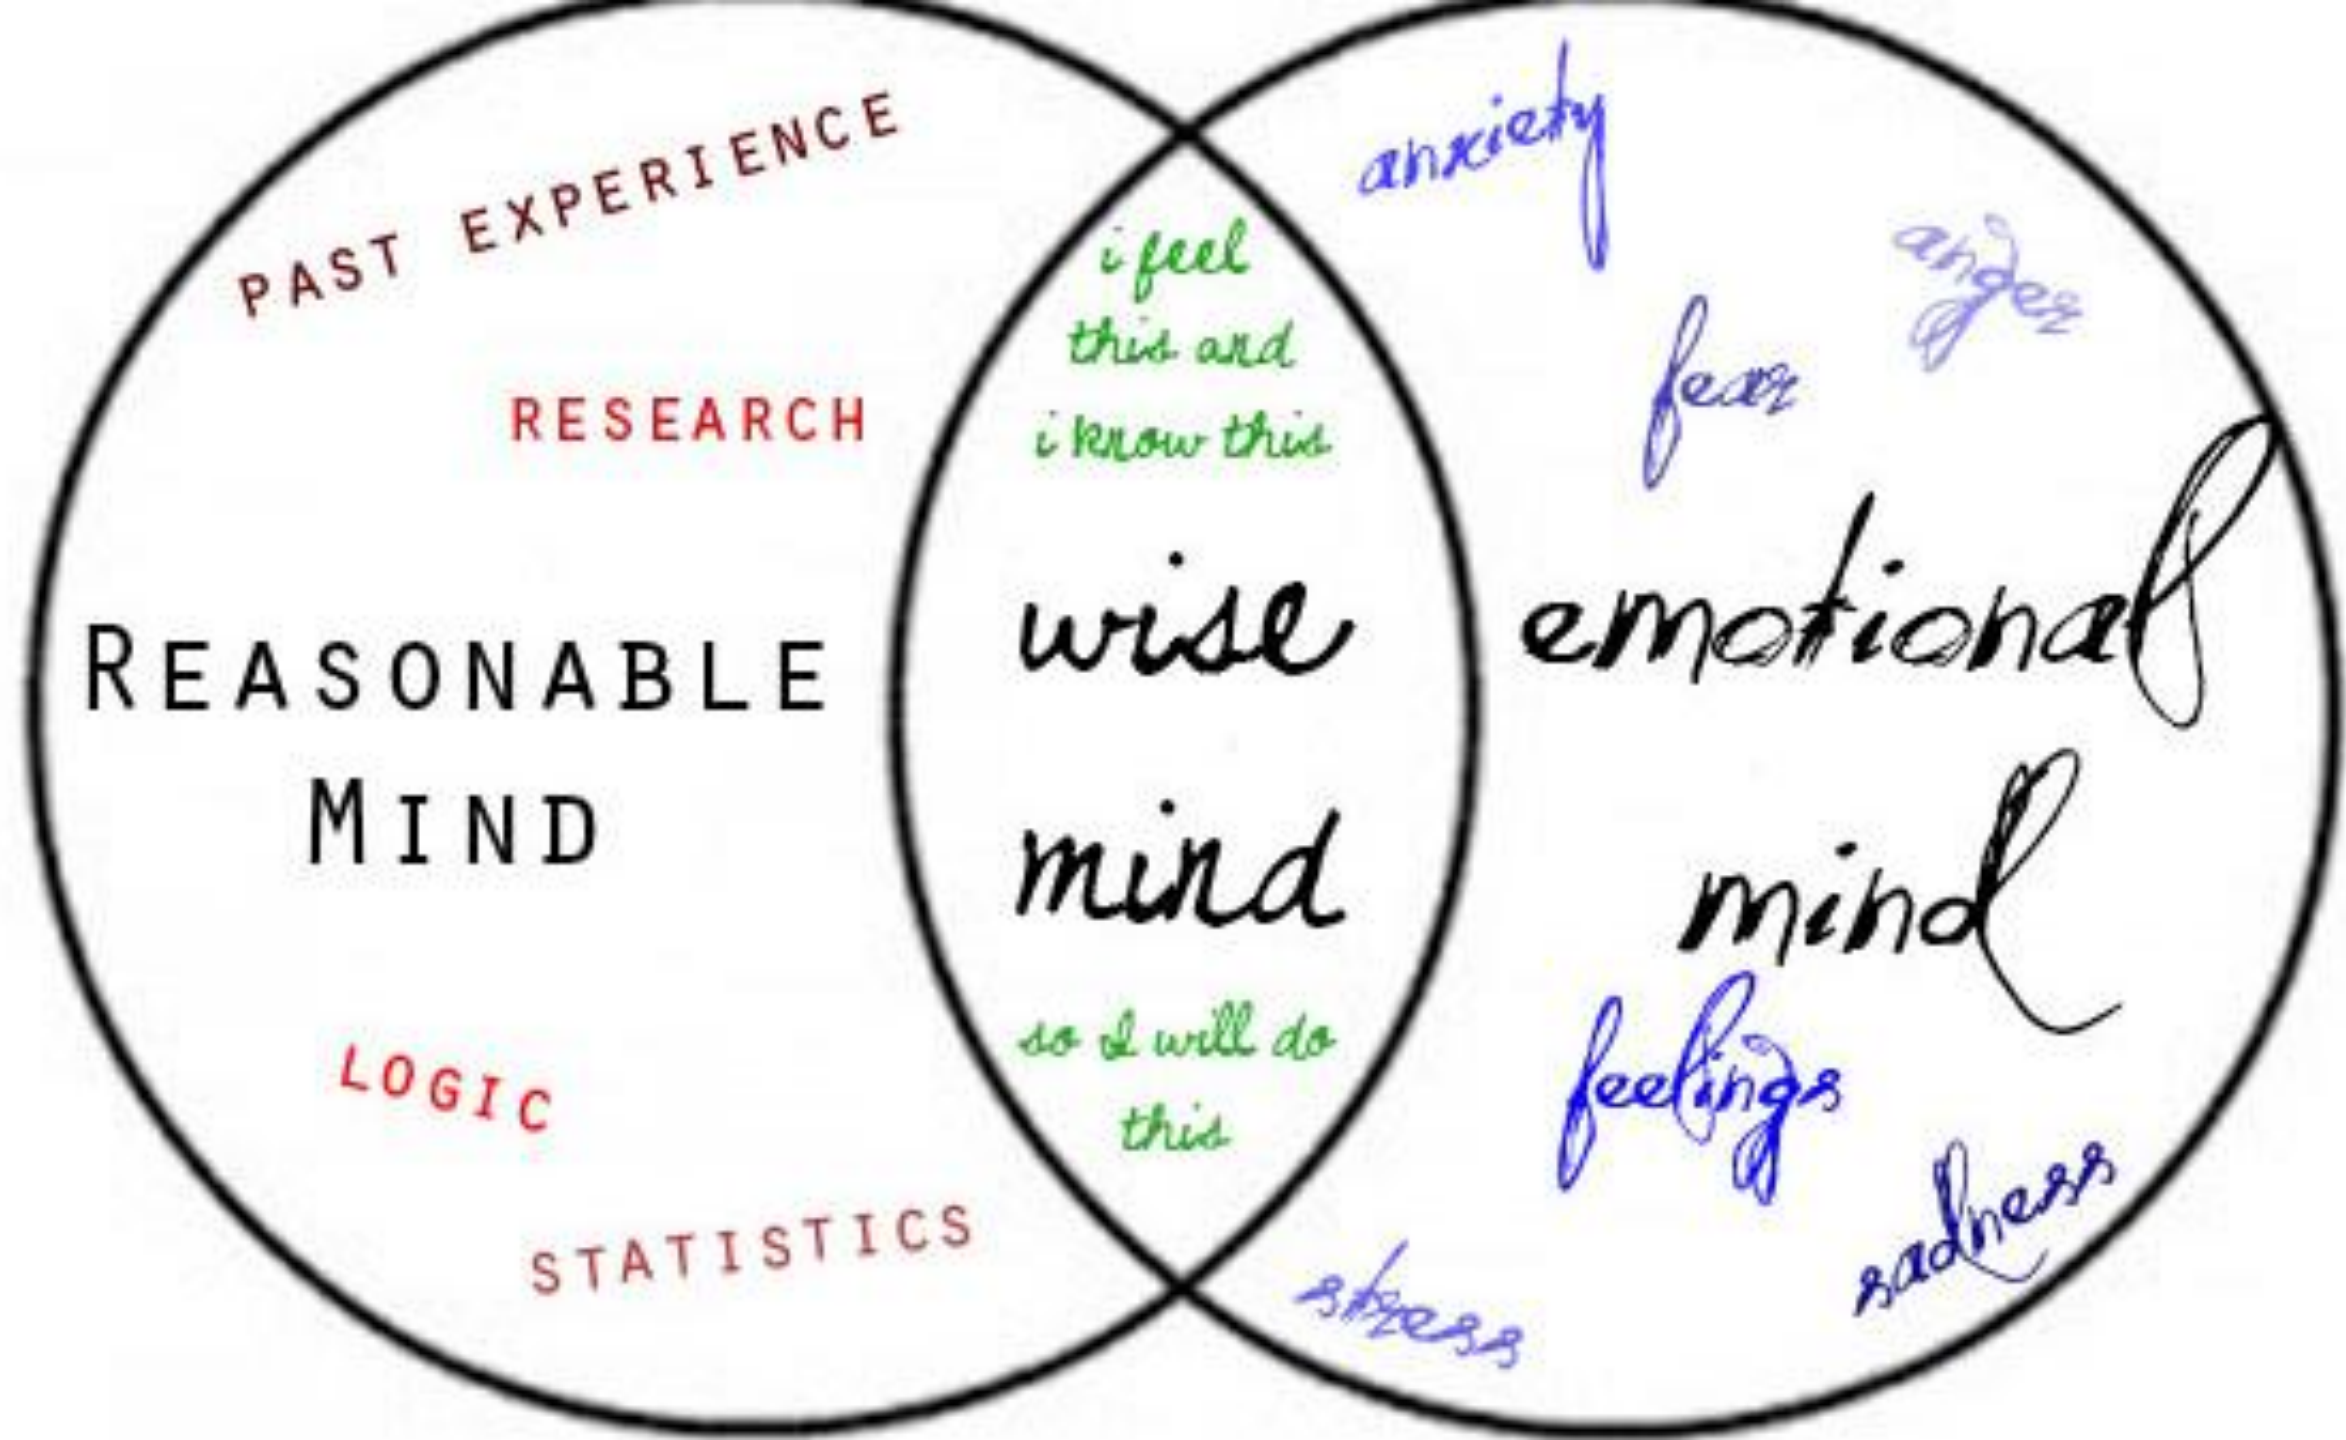 PAST EXPERIENCE
RESEARCH
REASONABLE
MIND
LOGIC
STATISTICS
i feel
this and
i know this
wise
mind
so I will do
this
anxiety
anger
fear
emotional
mind
feelings
sadness
stress